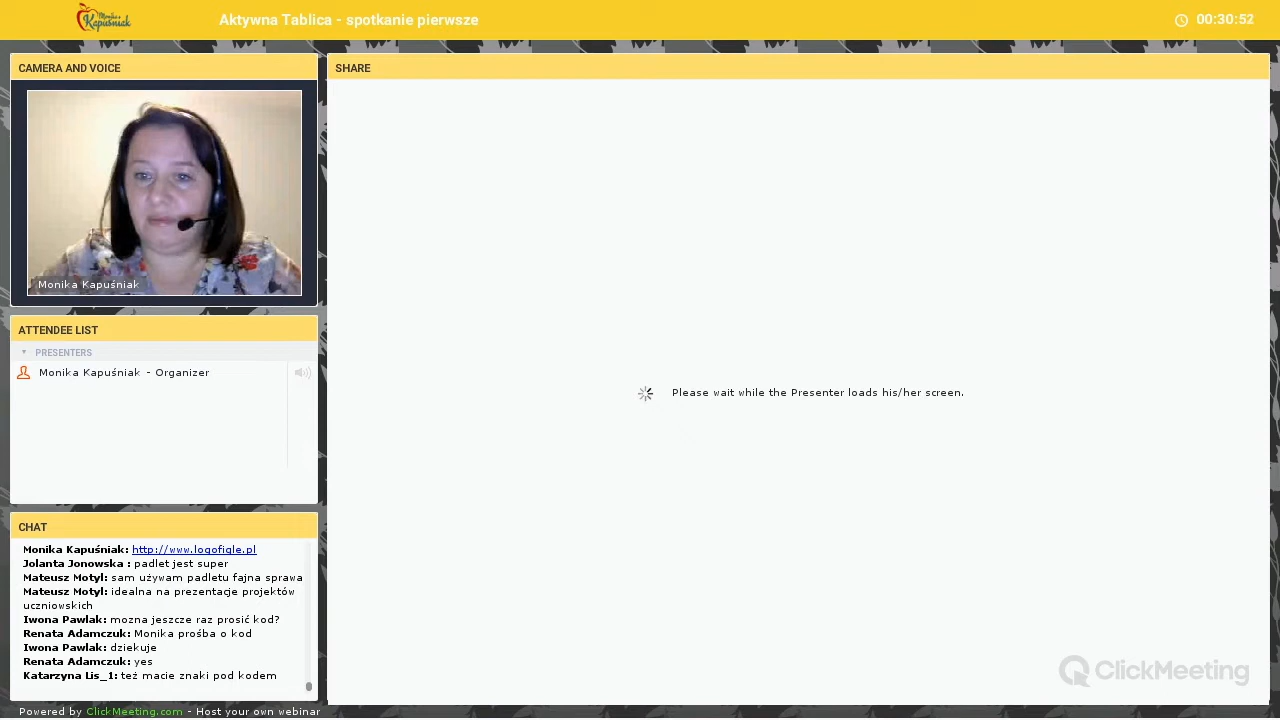 Monika
Kapuśniak
Aktywna Tablica - spotkanie pierwsze
00:30:52
CAMERA AND VOICE
Monika Kapuśniak
ATTENDEE LIST
PRESENTERS
Monika Kapuśniak - Organizer
CHAT
Monika Kapuśniak: http://www.logofigle.pl
Jolanta Jonowska : padlet jest super
Mateusz Motyl: sam używam padletu fajna sprawa
Mateusz Motyl: idealna na prezentacje projektów
uczniowskich
Iwona Pawlak: mozna jeszcze raz prosić kod?
Renata Adamczuk: Monika prośba o kod
Iwona Pawlak: dziekuje
Renata Adamczuk: yes
Katarzyna Lis_1: też macie znaki pod kodem
Powered by ClickMeeting.com - Host your own webinar
SHARE
Please wait while the Presenter loads his/her screen.
ClickMeeting